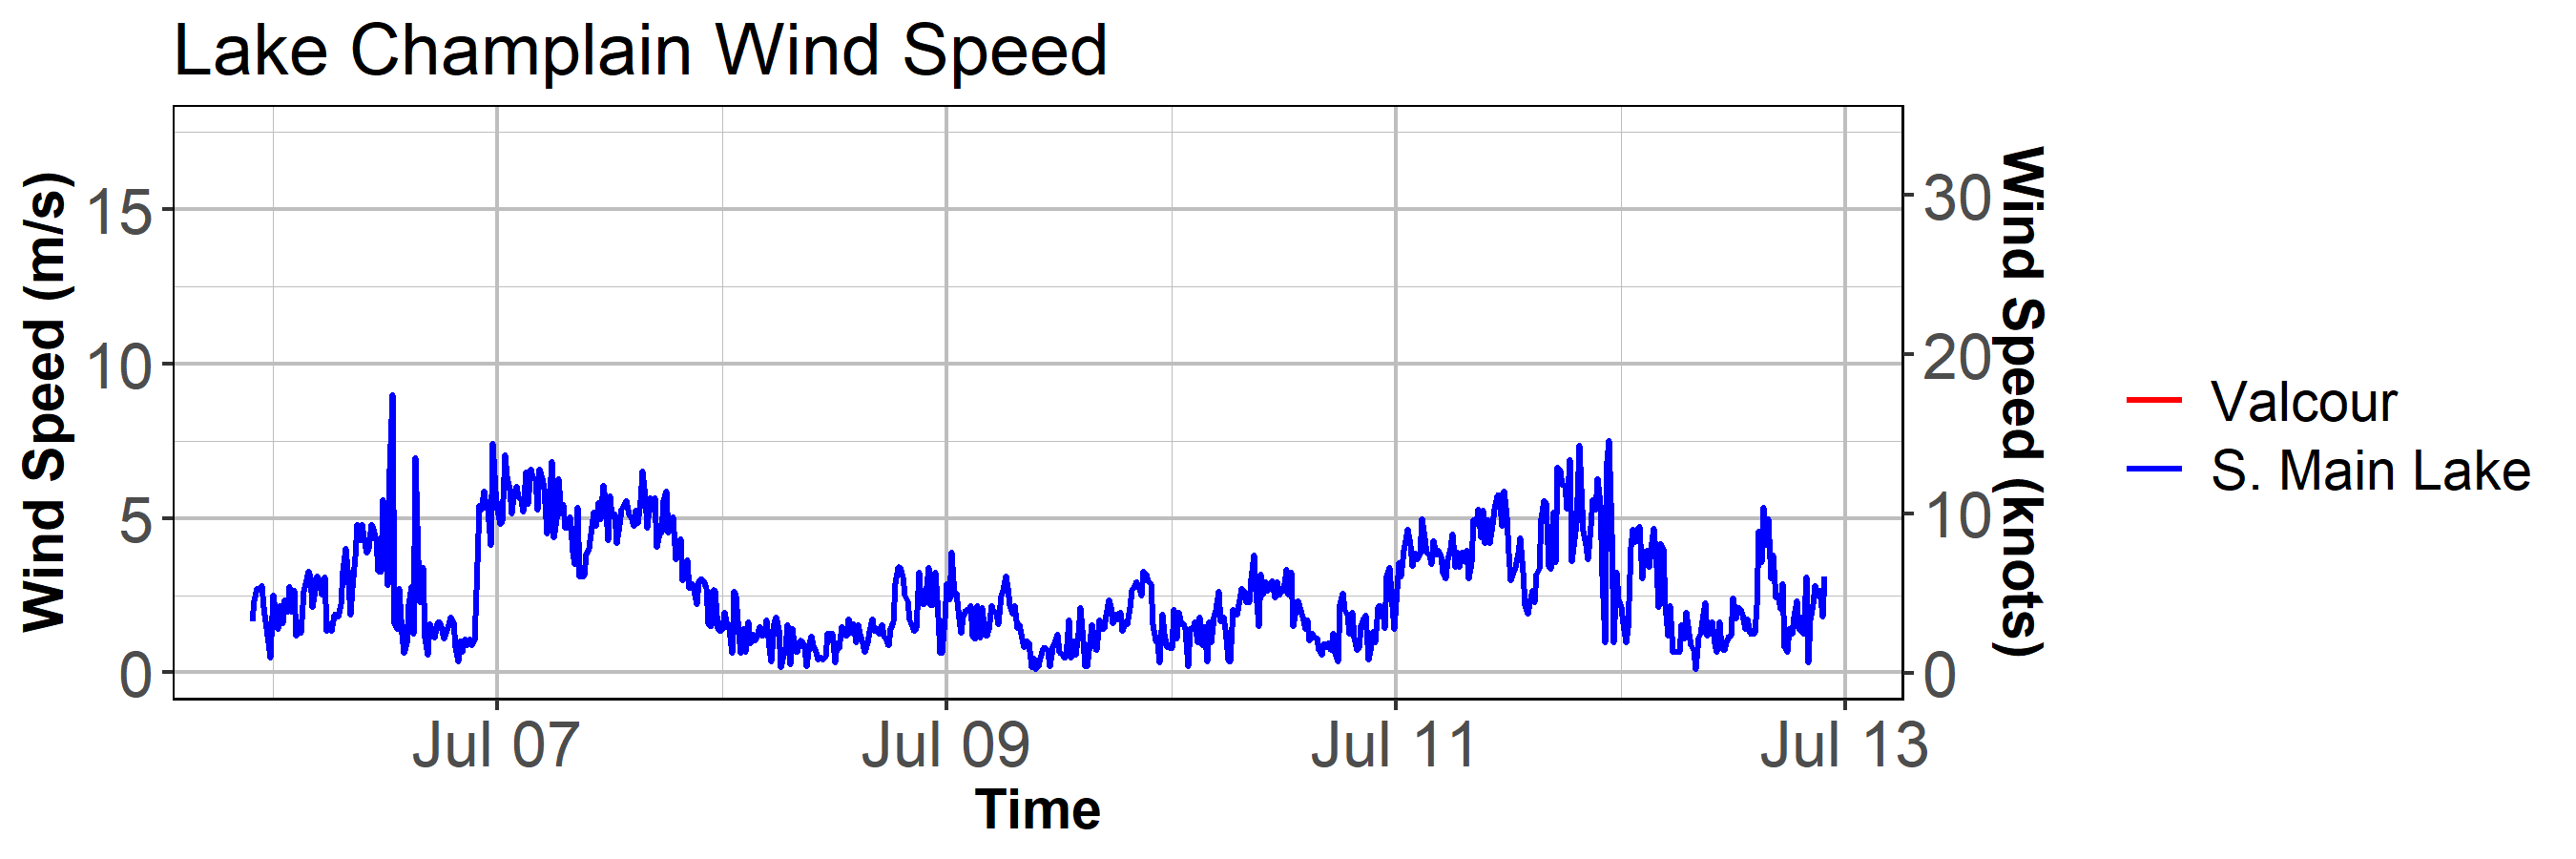 Lake Champlain Wind Speed
Wind Speed (m/s)
15
10
5
0
30
20
10
0
Wind Speed (knots)
Valcour
S. Main Lake
Jul 07
Jul 09
Jul 11
Jul 13
Time